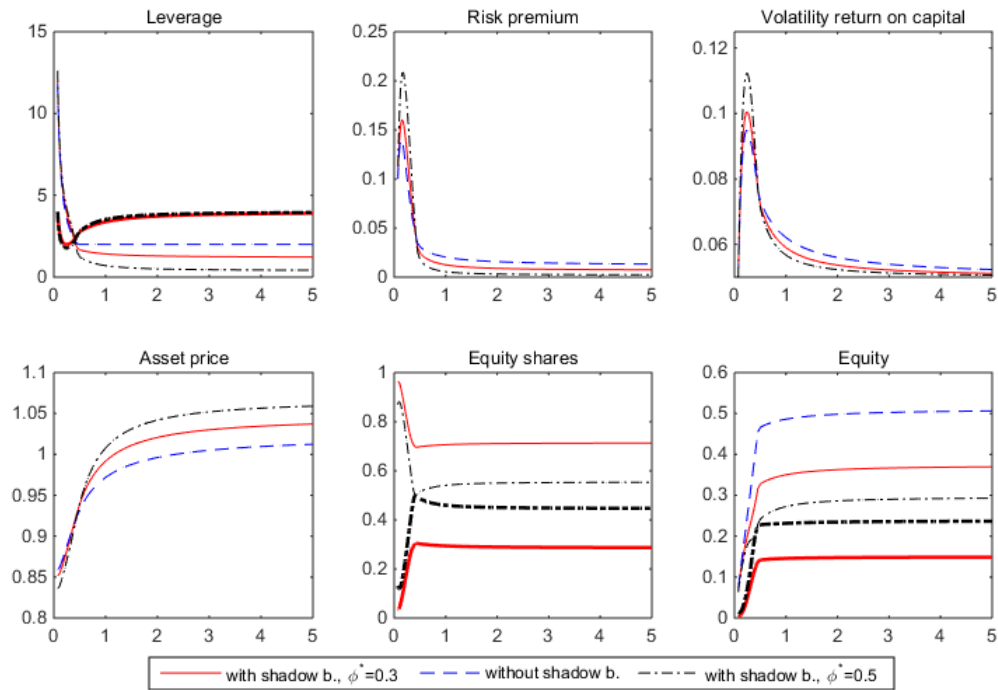 Leverage
15
10
5
0
0 1 2 3 4 5
Risk premium
0.25
0.2
0.15
0.1
0.05
0
0 1 2 3 4 5
Volatility return on capital
0.12
0.1
0.08
0.06
0 1 2 3 4 5
Asset price
1.1
1.05
1
0.95
0.9
0.85
0.8
0 1 2 3 4 5
Equity shares
1
0.8
0.6
0.4
0.2
0
0 1 2 3 4 5
Equity
0.6
0.5
0.4
0.3
0.2
0.1
0
0 1 2 3 4 5
with shadow b., ϕ*=0.3 without shadow b. with shadow b., ϕ*=0.5